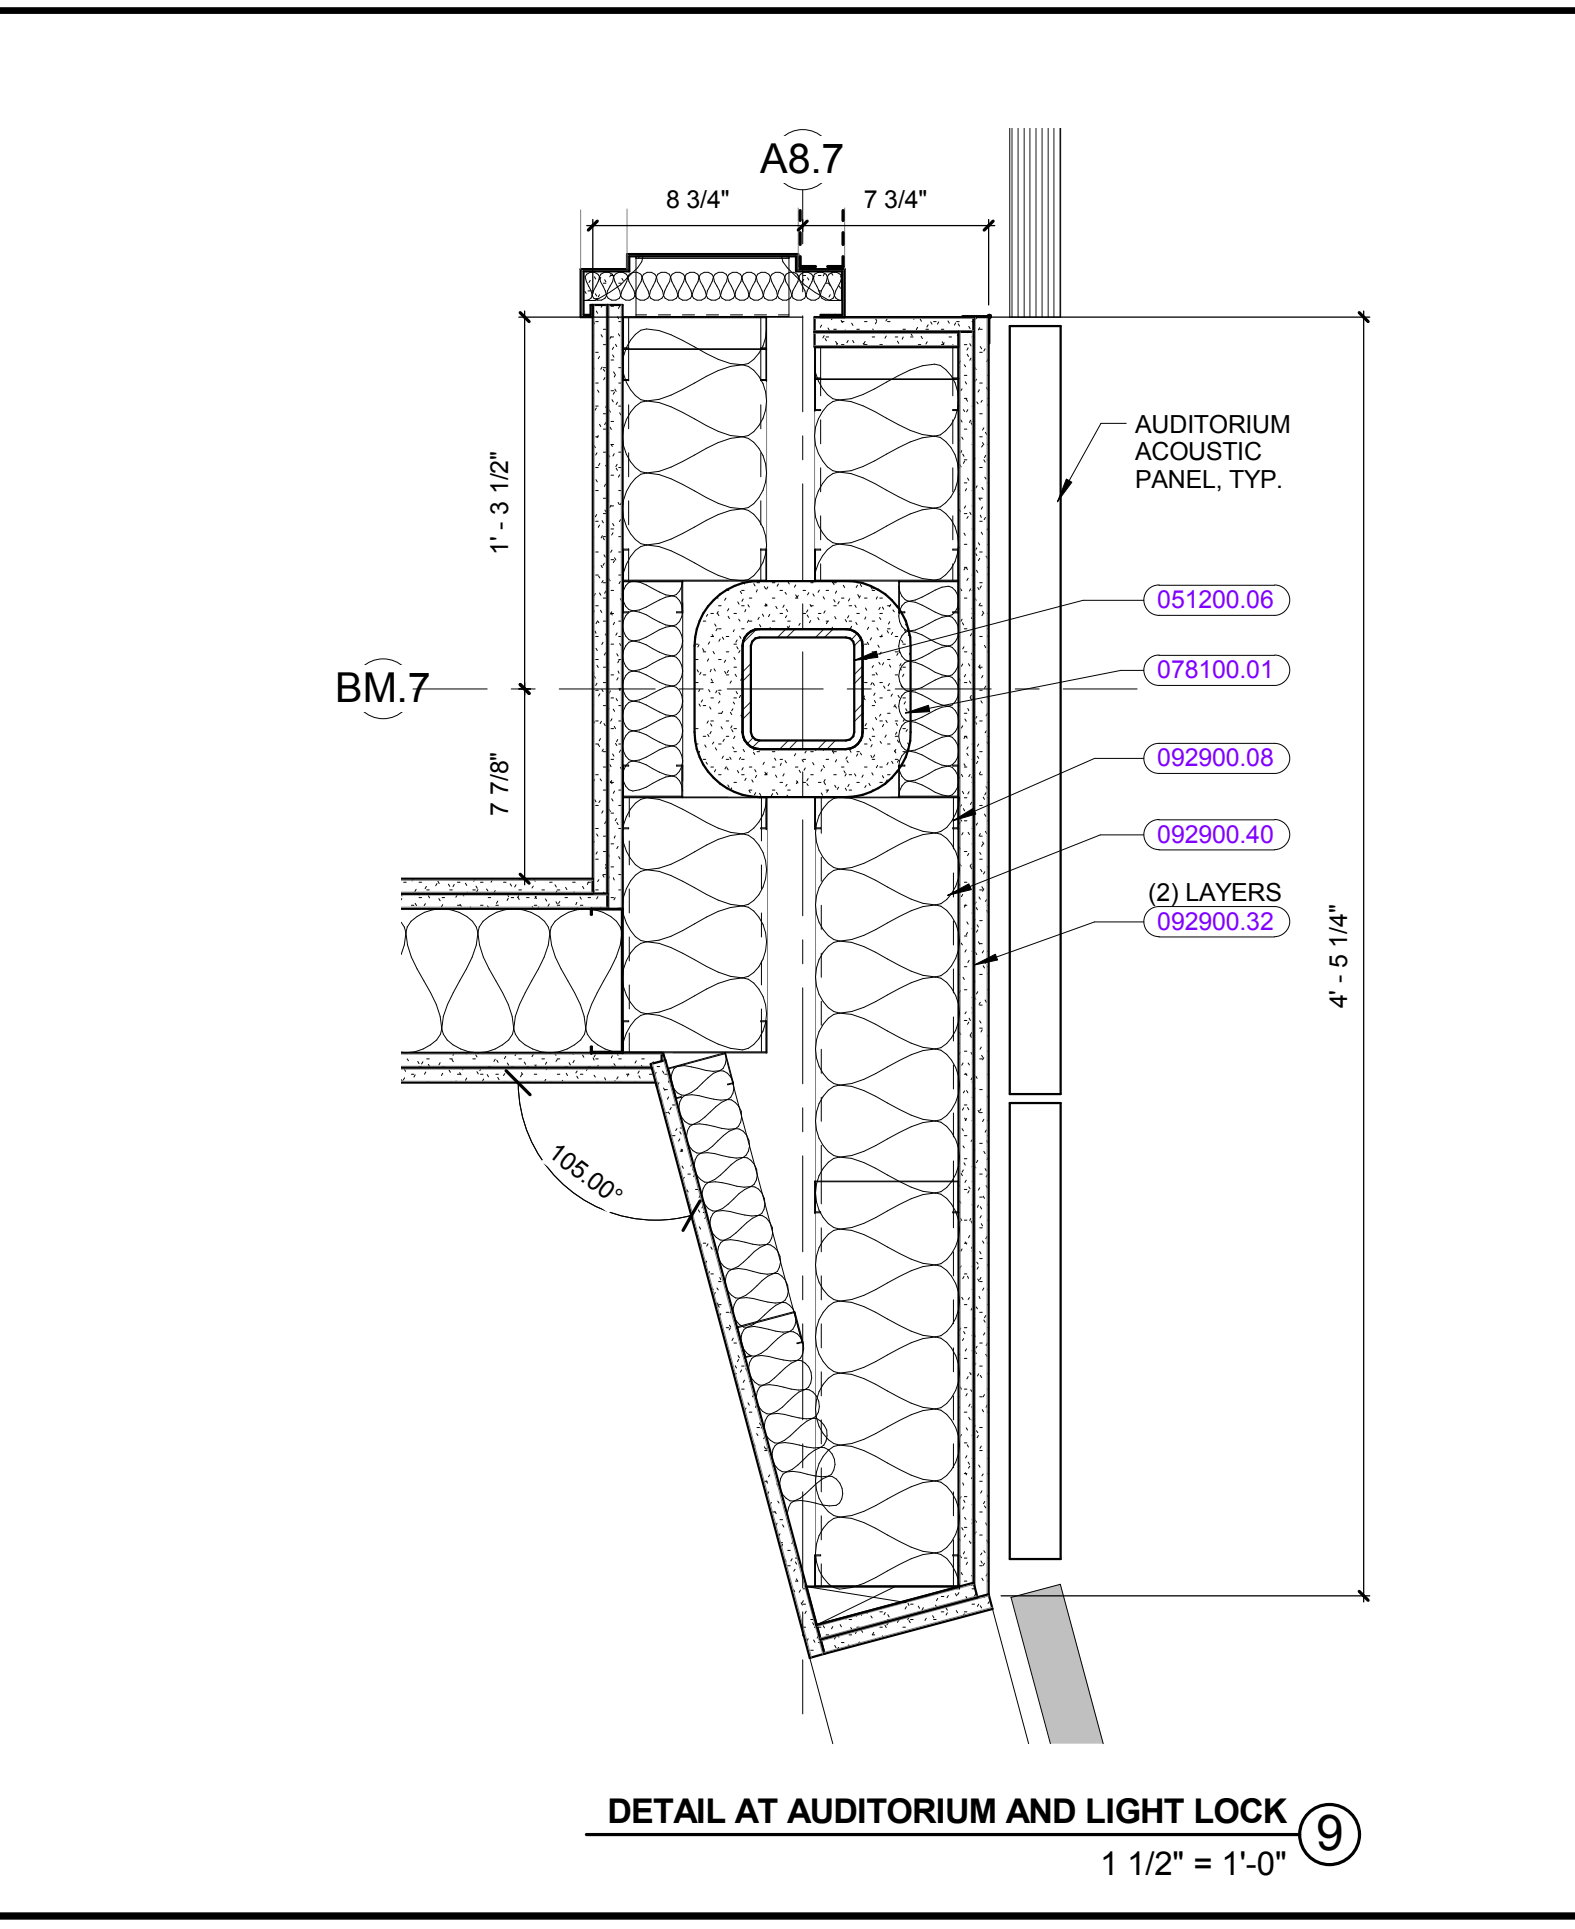 A8.7
8 3/4"
7 3/4"
1' - 3 1/2"
AUDITORIUM
ACOUSTIC
PANEL, TYP.
051200.06
078100.01
BM.7
7 7/8"
092900.08
092900.40
(2) LAYERS
092900.32
4' - 5 1/4"
105.00°
DETAIL AT AUDITORIUM AND LIGHT LOCK
9
1 1/2" = 1'-0"